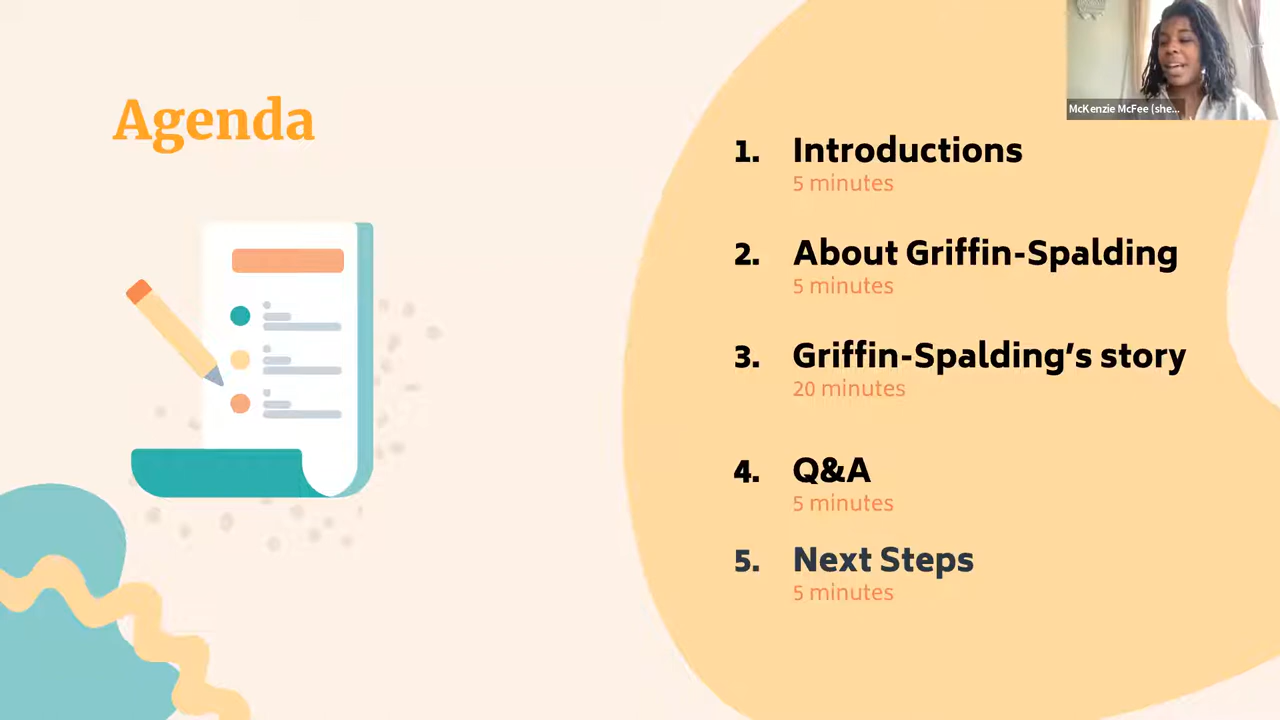 Agenda
McKenzie McFee (she...
1. Introductions
5 minutes
2. About Griffin-Spalding
5 minutes
3. Griffin-Spalding’s story
20 minutes
4. Q&A
5 minutes
5. Next Steps
5 minutes